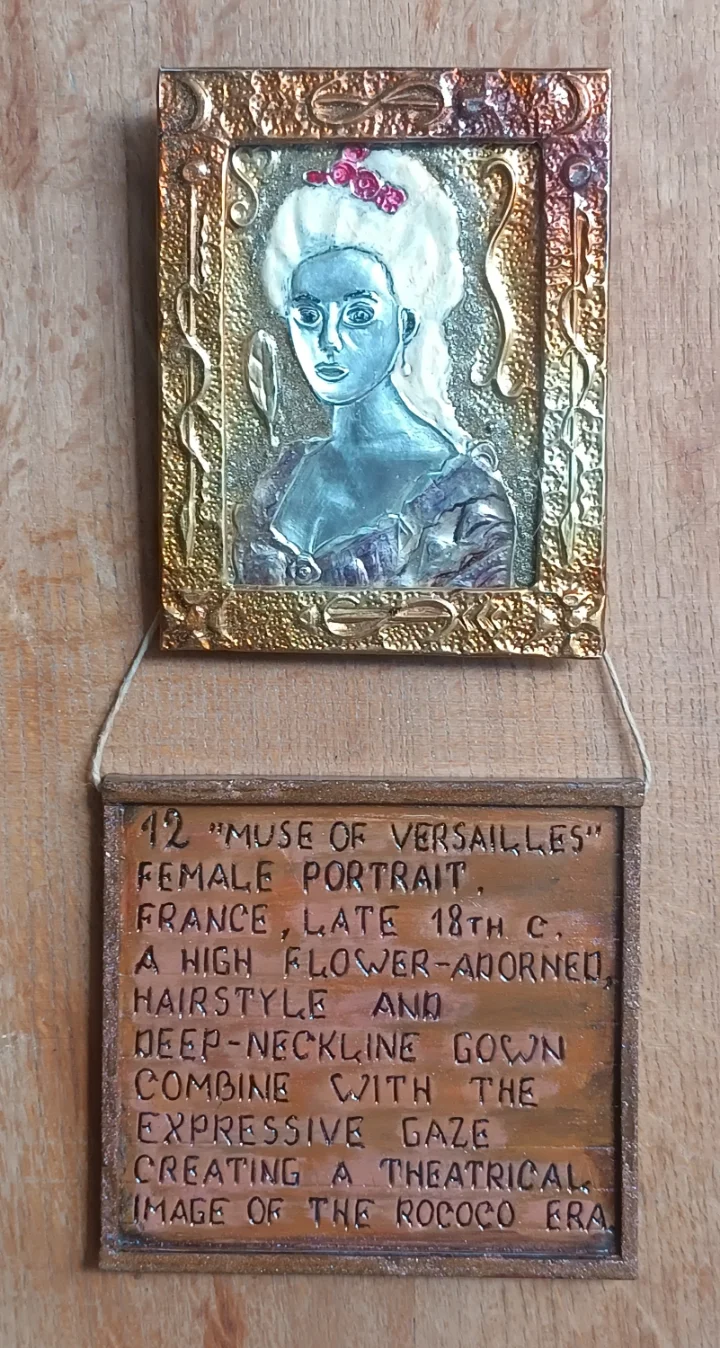 12 "MUSE OF VERSAILLES"
FEMALE PORTRAIT.
FRANCE, LATE 18TH C.
A HIGH FLOWER-ADORNED,
HAIRSTYLE AND
DEEP-NECKLINE GOWN
COMBINE WITH THE
EXPRESSIVE GAZE
CREATING A THEATRICAL
IMAGE OF THE ROCOCO ERA.